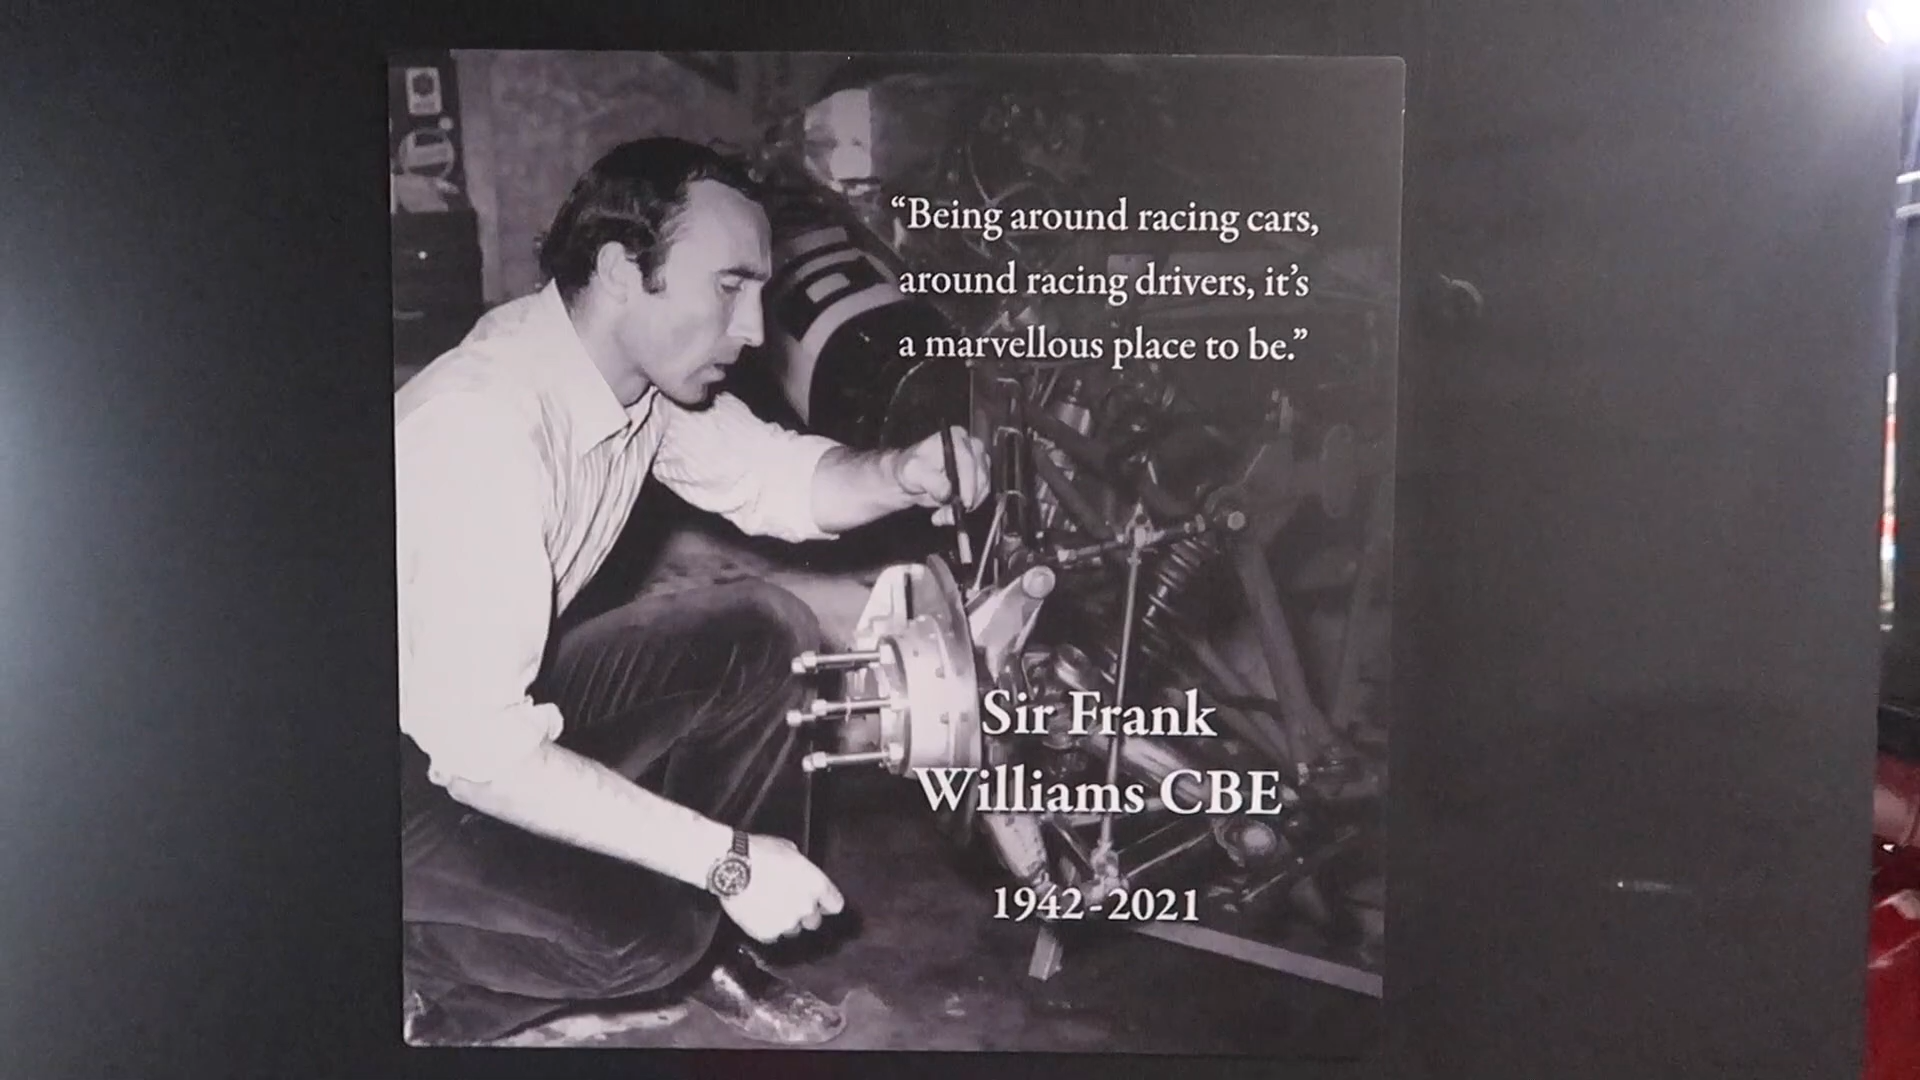 “Being around racing cars,
around racing drivers, it’s
a marvellous place to be.”
Sir Frank
Williams CBE
1942-2021